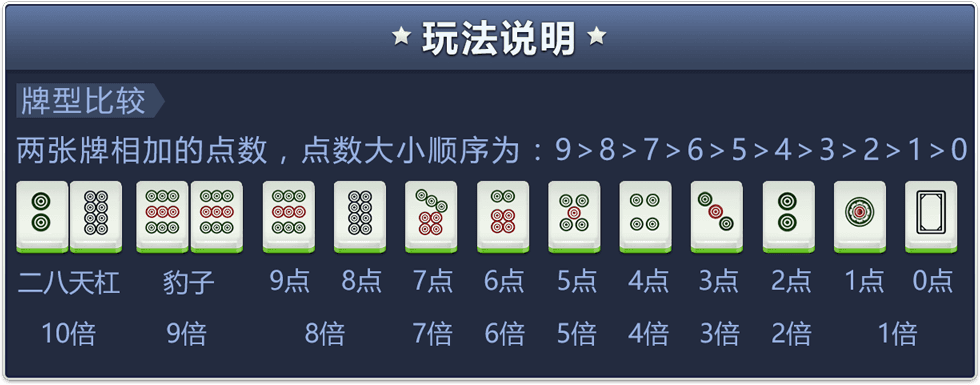 玩法说明
牌型比较
两张牌相加的点数，点数大小顺序为：9>8>7>6>5>4>3>2>1>0
二八天杠 豹子 9点 8点 7点 6点 5点 4点 3点 2点 1点 0点
10倍 9倍 8倍 7倍 6倍 5倍 4倍 3倍 2倍 1倍